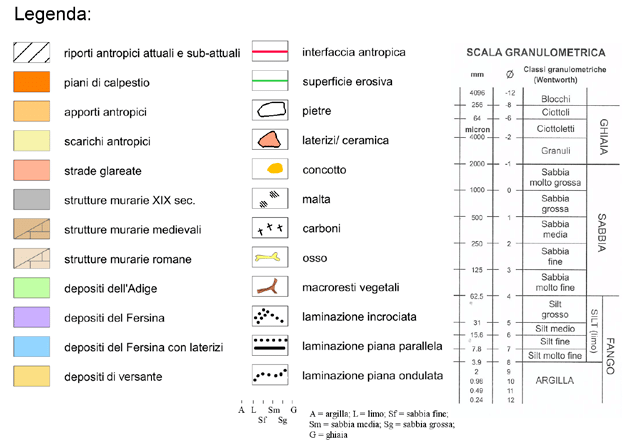 Legenda:
riporti antropici attuali e sub-attuali
piani di calpestio
apporti antropici
scarichi antropici
strade glareate
strutture murarie XIX sec.
strutture murarie medievali
strutture murarie romane
depositi dell'Adige
depositi del Fersina
depositi del Fersina con laterizi
depositi di versante
interfaccia antropica
superficie erosiva
pietre
laterizi/ ceramica
concotto
malta
carboni
osso
macroresti vegetali
laminazione incrociata
laminazione piana parallela
laminazione piana ondulata
A L Sm G
Sf Sg
A = argilla; L = limo; Sf = sabbia fine;
Sm = sabbia media; Sg = sabbia grossa;
G = ghiaia
SCALA GRANULOMETRICA
mm Ø Classi granulometriche
(Wentworth)
4096 -12
Blocchi
256 -8
Ciottoli
64 -6
micron
Ciottoletti
4000 -2
Granuli
2000 -1
Sabbia
molto grossa
1000 0
Sabbia
grossa
500 1
Sabbia
media
250 2
Sabbia
fine
125 3
Sabbia
molto fine
62.5 4
Silt
grosso
31 5
Silt medio
15.6 6
Silt fine
7.8 7
Silt molto fine
3.9 8
2 9
0.98 10
ARGILLA
0.49 11
0.24 12
GHIAIA
SABBIA
SILT (limo)
FANGO